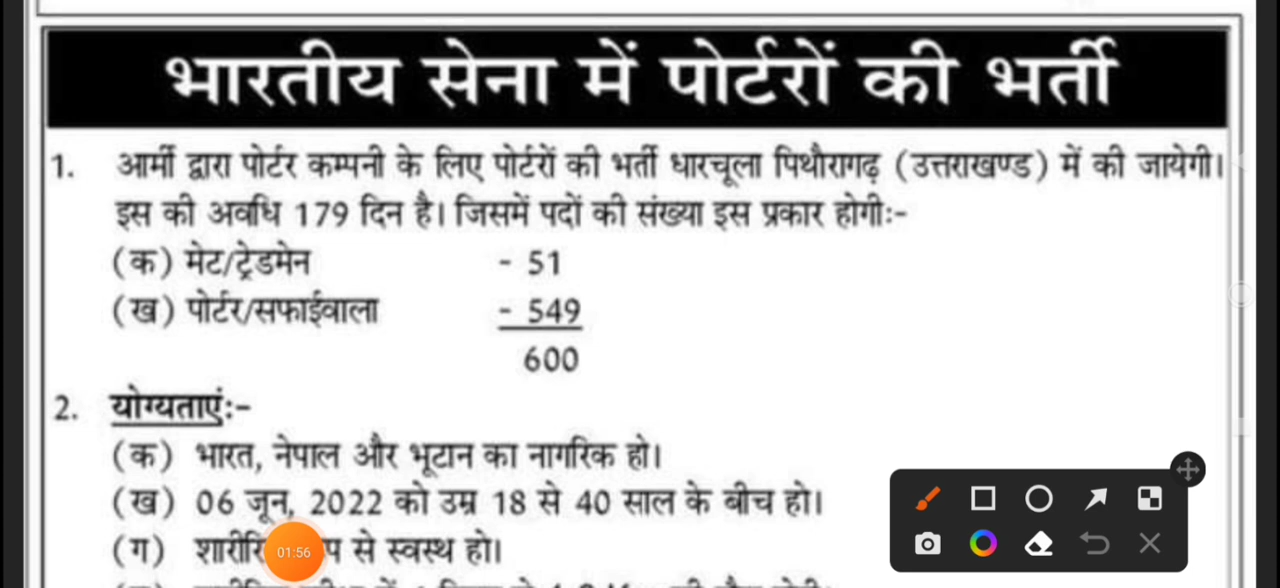 भारतीय सेना में पोर्टरों की भर्ती
1. आर्मी द्वारा पोर्टर कम्पनी के लिए पोर्टरों की भर्ती धारचूला पिथौरागढ़ (उत्तराखण्ड) में की जायेगी।
इस की अवधि 179 दिन है। जिसमें पदों की संख्या इस प्रकार होगीः-
(क) मेट/ट्रेडमेन - 51
(ख) पोर्टर/सफाईवाला - 549
600
2. योग्यताएंः-
(क) भारत, नेपाल और भूटान का नागरिक हो।
(ख) 06 जून, 2022 को उम्र 18 से 40 साल के बीच हो।
(ग) से स्वस्थ हो।
01:56